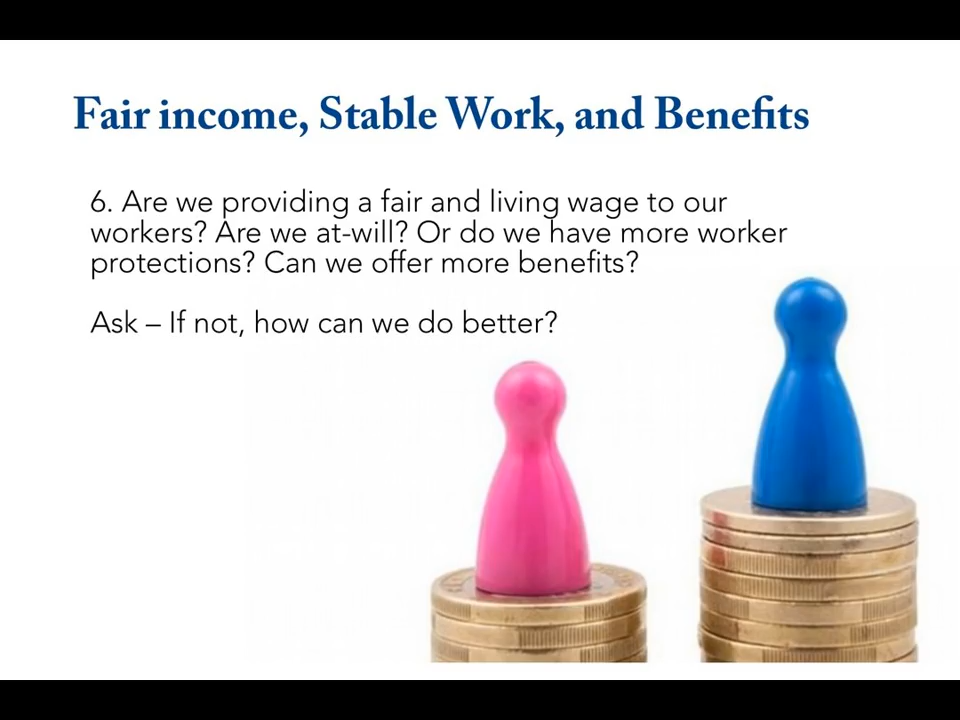 Fair income, Stable Work, and Benefits
6. Are we providing a fair and living wage to our
workers? Are we at-will? Or do we have more worker
protections? Can we offer more benefits?
Ask – If not, how can we do better?